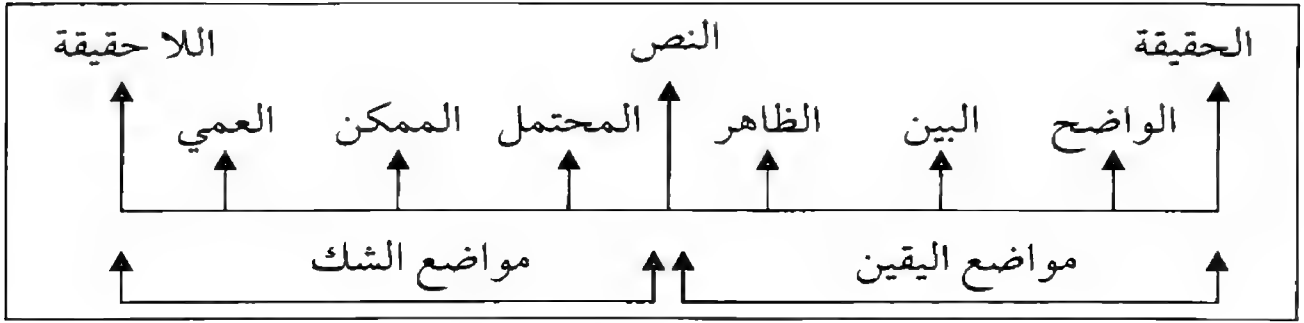 الحقيقة النص اللا حقيقة
الواضح البين الظاهر المحتمل الممكن العمي
مواضع اليقين مواضع الشك